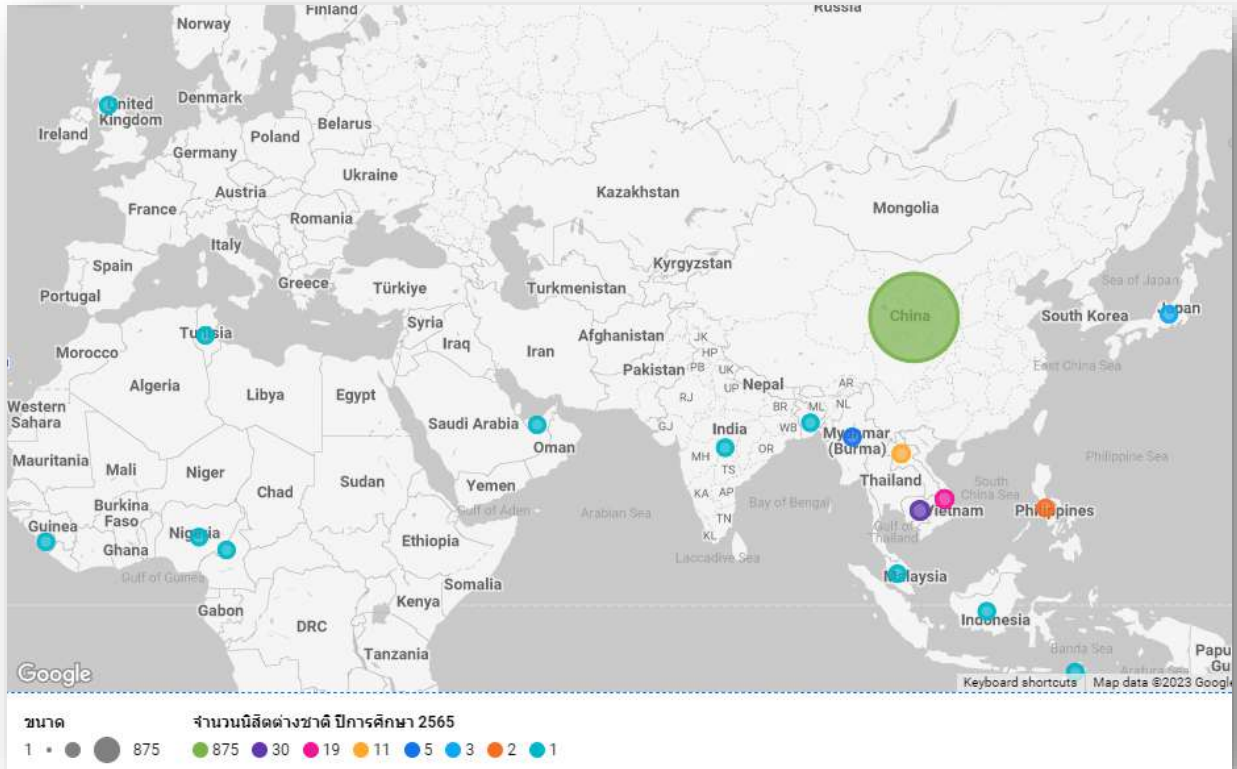 Finland
Russia
Norway
United
Kingdom
Denmark
Ireland
Belarus
Poland
Germany
Ukraine
Austria
France
Romania
Italy
Spain
Portugal
Greece
Türkiye
Kazakhstan
Mongolia
Kyrgyzstan
Turkmenistan
Sea of Japan
Japan
South Korea
China
Tunisia
Syria
Iraq
Iran
Afghanistan
JK
HP
Pakistan
PB
UK
UP
Nepal
AR
East China Sea
Morocco
Algeria
Libya
Egypt
Western
Sahara
Saudi Arabia
Oman
RJ
GJ
BR
ML
NL
WB
India
Myanmar
(Burma)
MH
OR
TS
Philippine Sea
Mauritania
Mali
Niger
Chad
Sudan
Yemen
Gulf of Aden
Arabian Sea
KA
AP
TN
KL
Bay of Bengal
Thailand
South
China Sea
Vietnam
Philippines
Gulf of
Thailand
Laccadive Sea
Burkina
Faso
Guinea
Ghana
Nigeria
Ethiopia
Gulf of Guinea
Somalia
Malaysia
Gabon
Kenya
DRC
Indonesia
Tanzania
Banda Sea
Arafura Sea
Google
Keyboard shortcuts
Map data ©2023 Google
ขนาด
1
875
จำนวนนิสิตต่างชาติ ปีการศึกษา 2565
875 30 19 11 5 3 2 1